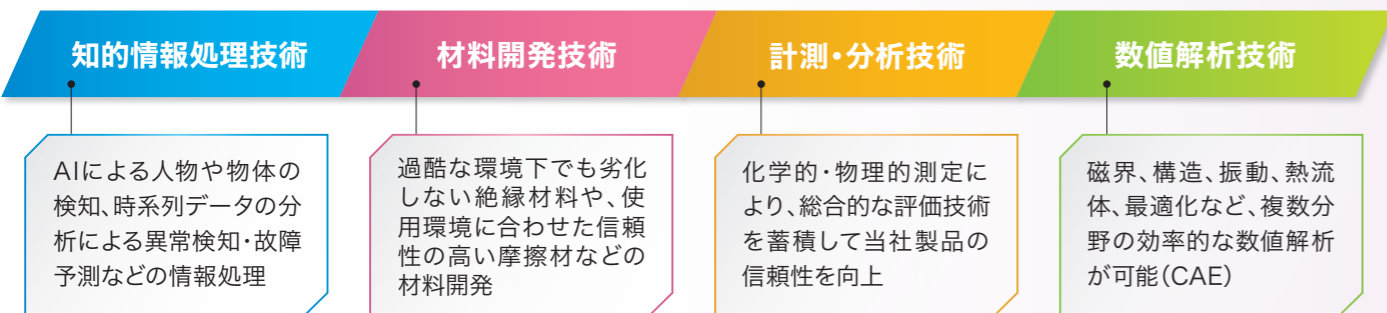 知的情報処理技術
材料開発技術
計測・分析技術
数値解析技術
AIによる人物や物体の
検知、時系列データの分
析による異常検知・故障
予測などの情報処理
過酷な環境下でも劣化
しない絶縁材料や、使
用環境に合わせた信頼
性の高い摩擦材などの
材料開発
化学的・物理的測定に
より、総合的な評価技術
を蓄積して当社製品の
信頼性を向上
磁界、構造、振動、熱流
体、最適化など、複数分
野の効率的な数値解析
が可能(CAE)